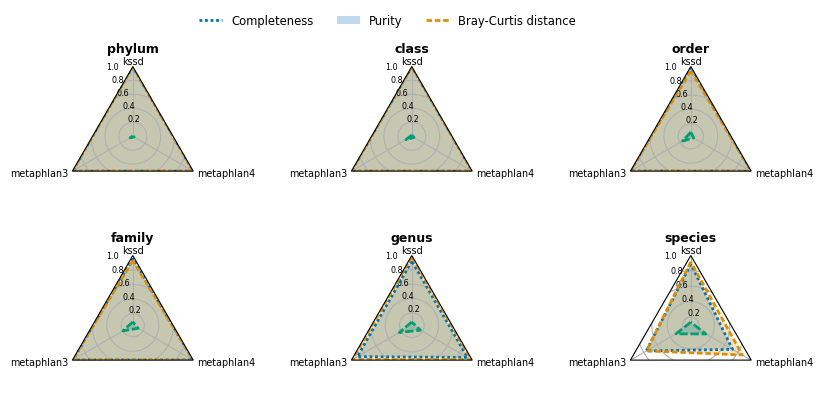 Completeness Purity Bray-Curtis distance
phylum class order
kssd kssd kssd
1.0 1.0 1.0
0.8 0.8 0.8
0.6 0.6 0.6
0.4 0.4 0.4
0.2 0.2 0.2
metaphlan3 metaphlan4 metaphlan3 metaphlan4 metaphlan3 metaphlan4
family genus species
kssd kssd kssd
1.0 1.0 1.0
0.8 0.8 0.8
0.6 0.6 0.6
0.4 0.4 0.4
0.2 0.2 0.2
metaphlan3 metaphlan4 metaphlan3 metaphlan4 metaphlan3 metaphlan4